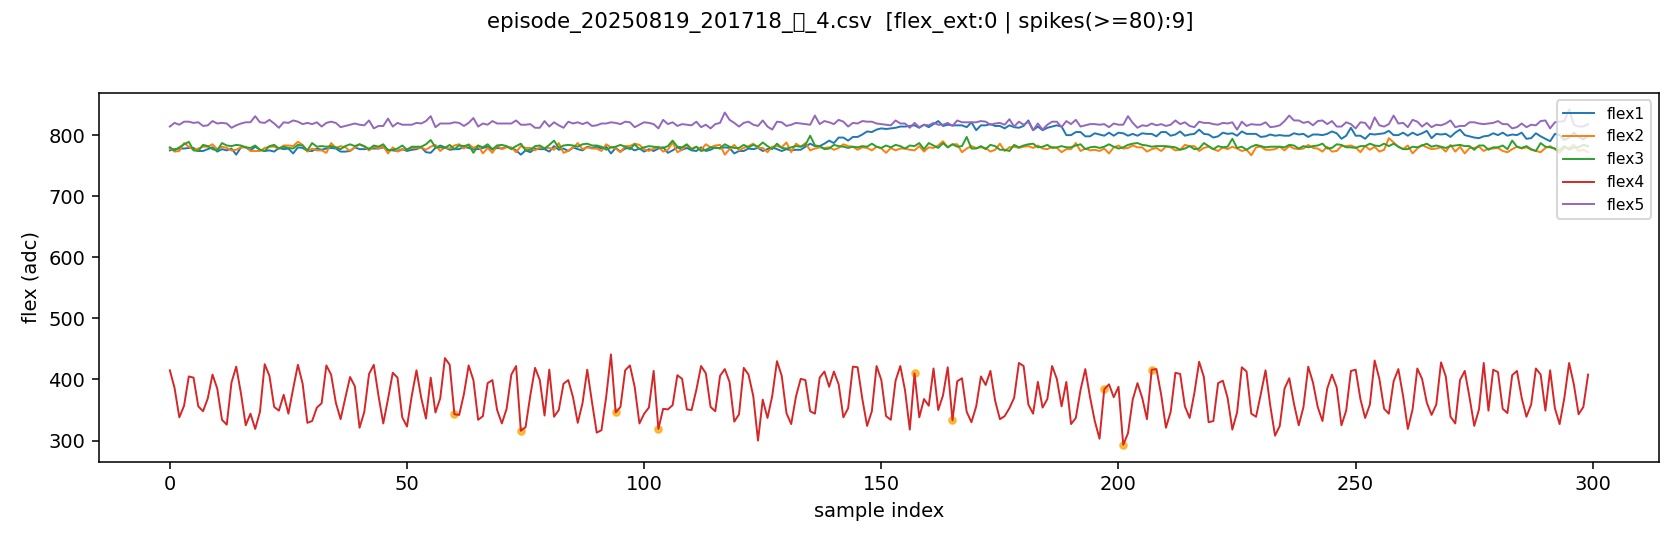 episode_20250819_201718_▯_4.csv [flex_ext:0 | spikes(>=80):9]
flex (adc)
800
700
600
500
400
300
0 50 100 150 200 250 300
sample index
flex1
flex2
flex3
flex4
flex5